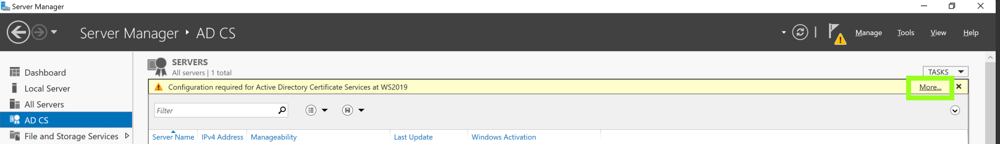 Server Manager
Server Manager ‣ AD CS
Manage Tools View Help
Dashboard
Local Server
All Servers
AD CS
File and Storage Services
SERVERS
All servers | 1 total
TASKS
Configuration required for Active Directory Certificate Services at WS2019
More...
Filter
Server Name IPv4 Address Manageability Last Update Windows Activation